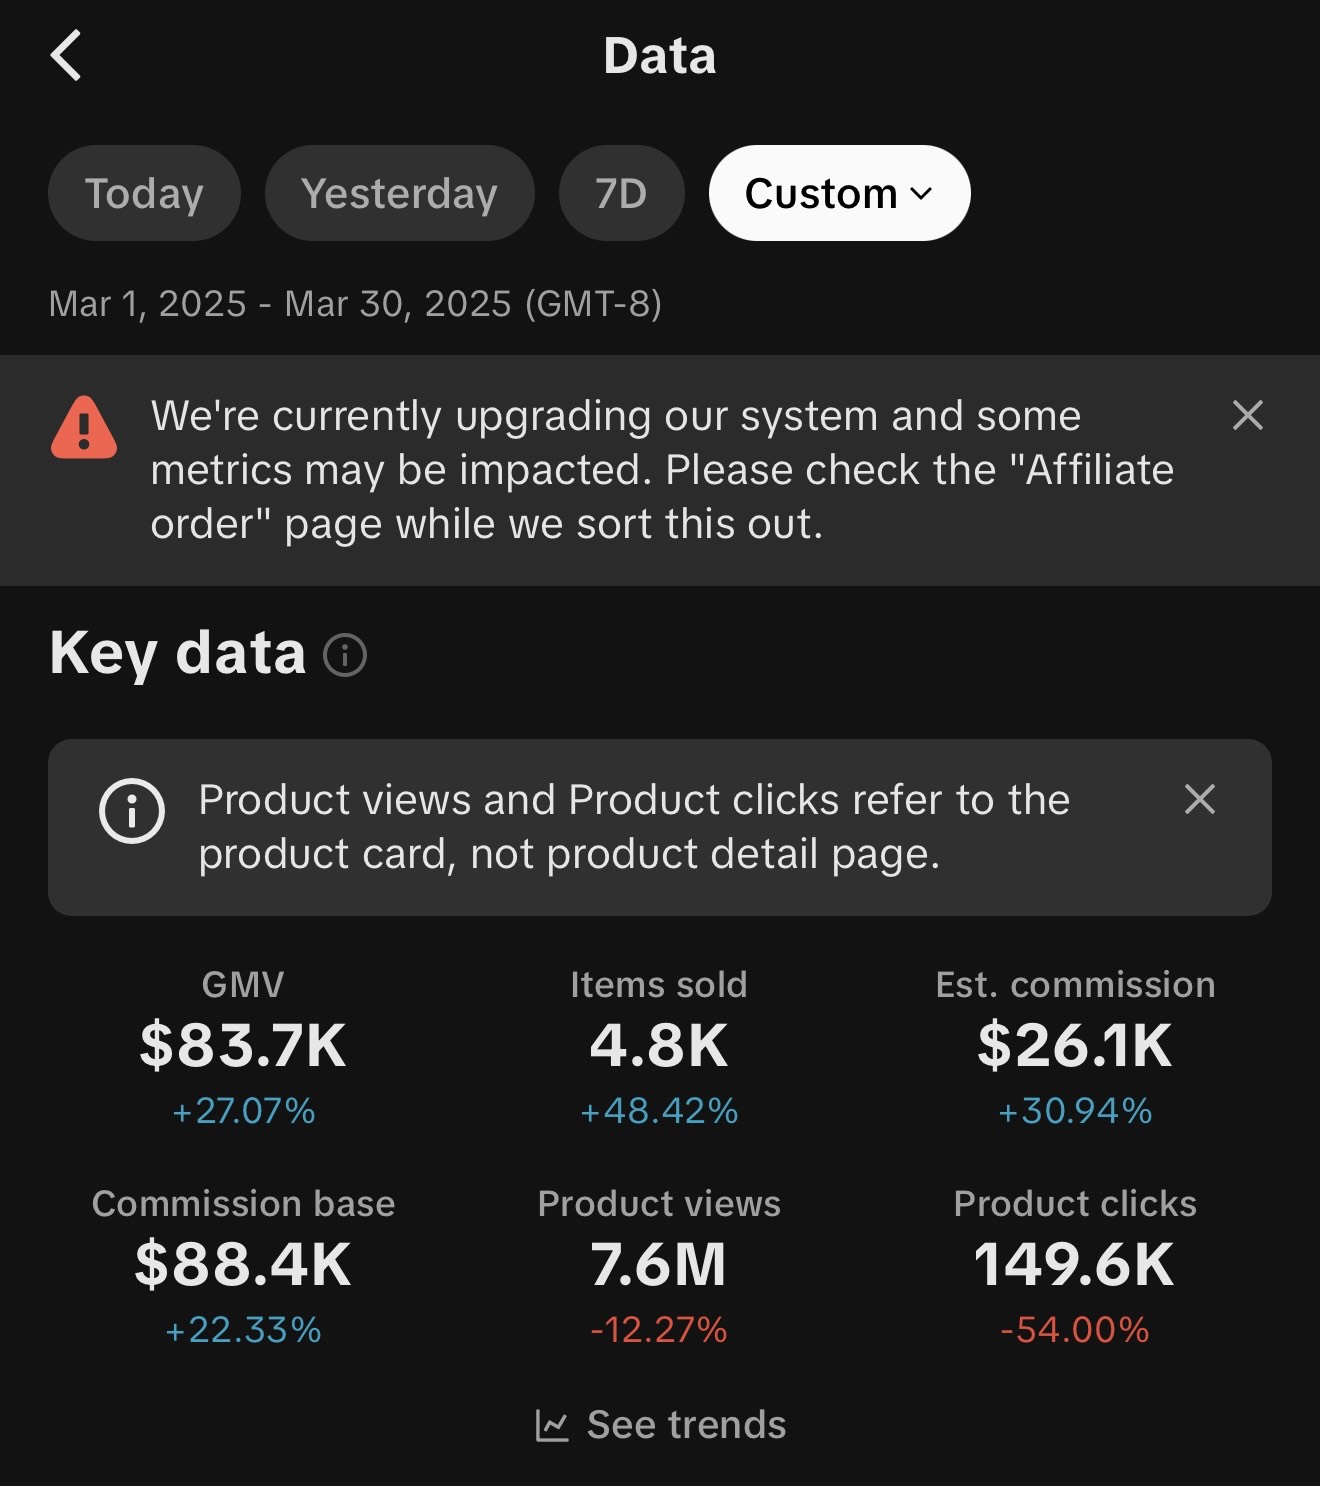 Data
Today Yesterday 7D Custom
Mar 1, 2025 - Mar 30, 2025 (GMT-8)
We're currently upgrading our system and some
metrics may be impacted. Please check the "Affiliate
order" page while we sort this out.
Key data
Product views and Product clicks refer to the
product card, not product detail page.
GMV Items sold Est. commission
$83.7K 4.8K $26.1K
+27.07% +48.42% +30.94%
Commission base Product views Product clicks
$88.4K 7.6M 149.6K
+22.33% -12.27% -54.00%
See trends